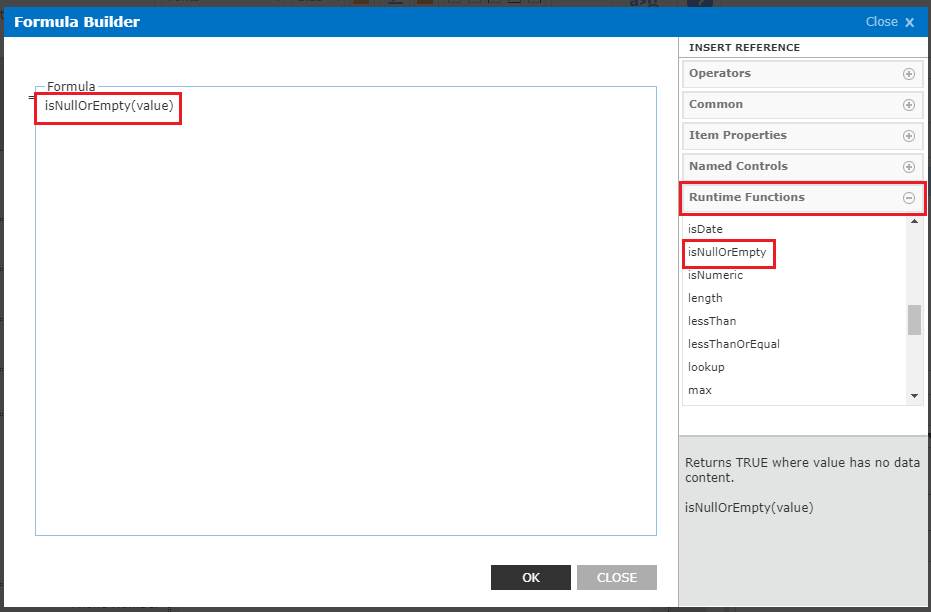 Formula Builder
Close x
Formula
=
isNullOrEmpty(value)
INSERT REFERENCE
Operators
Common
Item Properties
Named Controls
Runtime Functions
isDate
isNullOrEmpty
isNumeric
length
lessThan
lessThanOrEqual
lookup
max
Returns TRUE where value has no data
content.
isNullOrEmpty(value)
OK
CLOSE